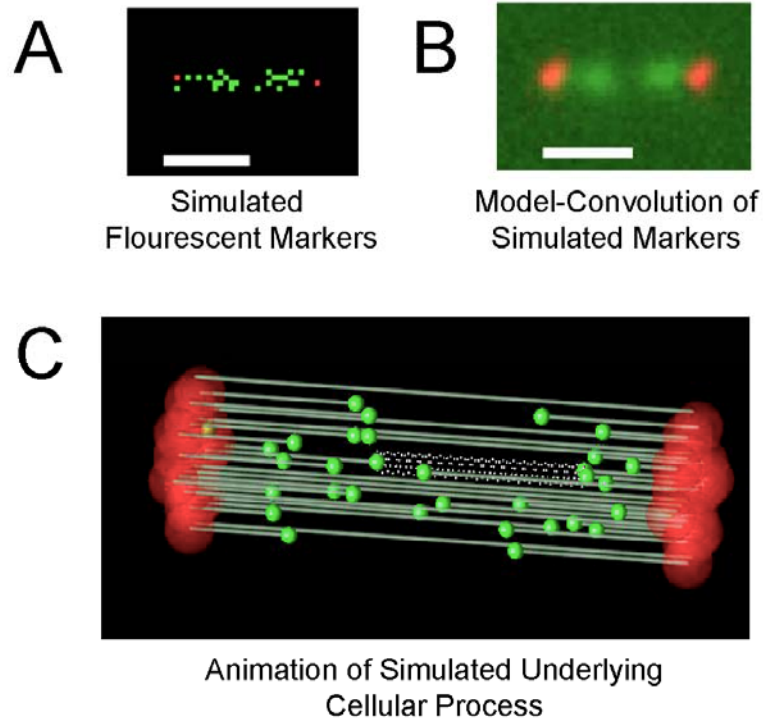 A
B
Simulated
Flourescent Markers
Model-Convolution of
Simulated Markers
C
Animation of Simulated Underlying
Cellular Process